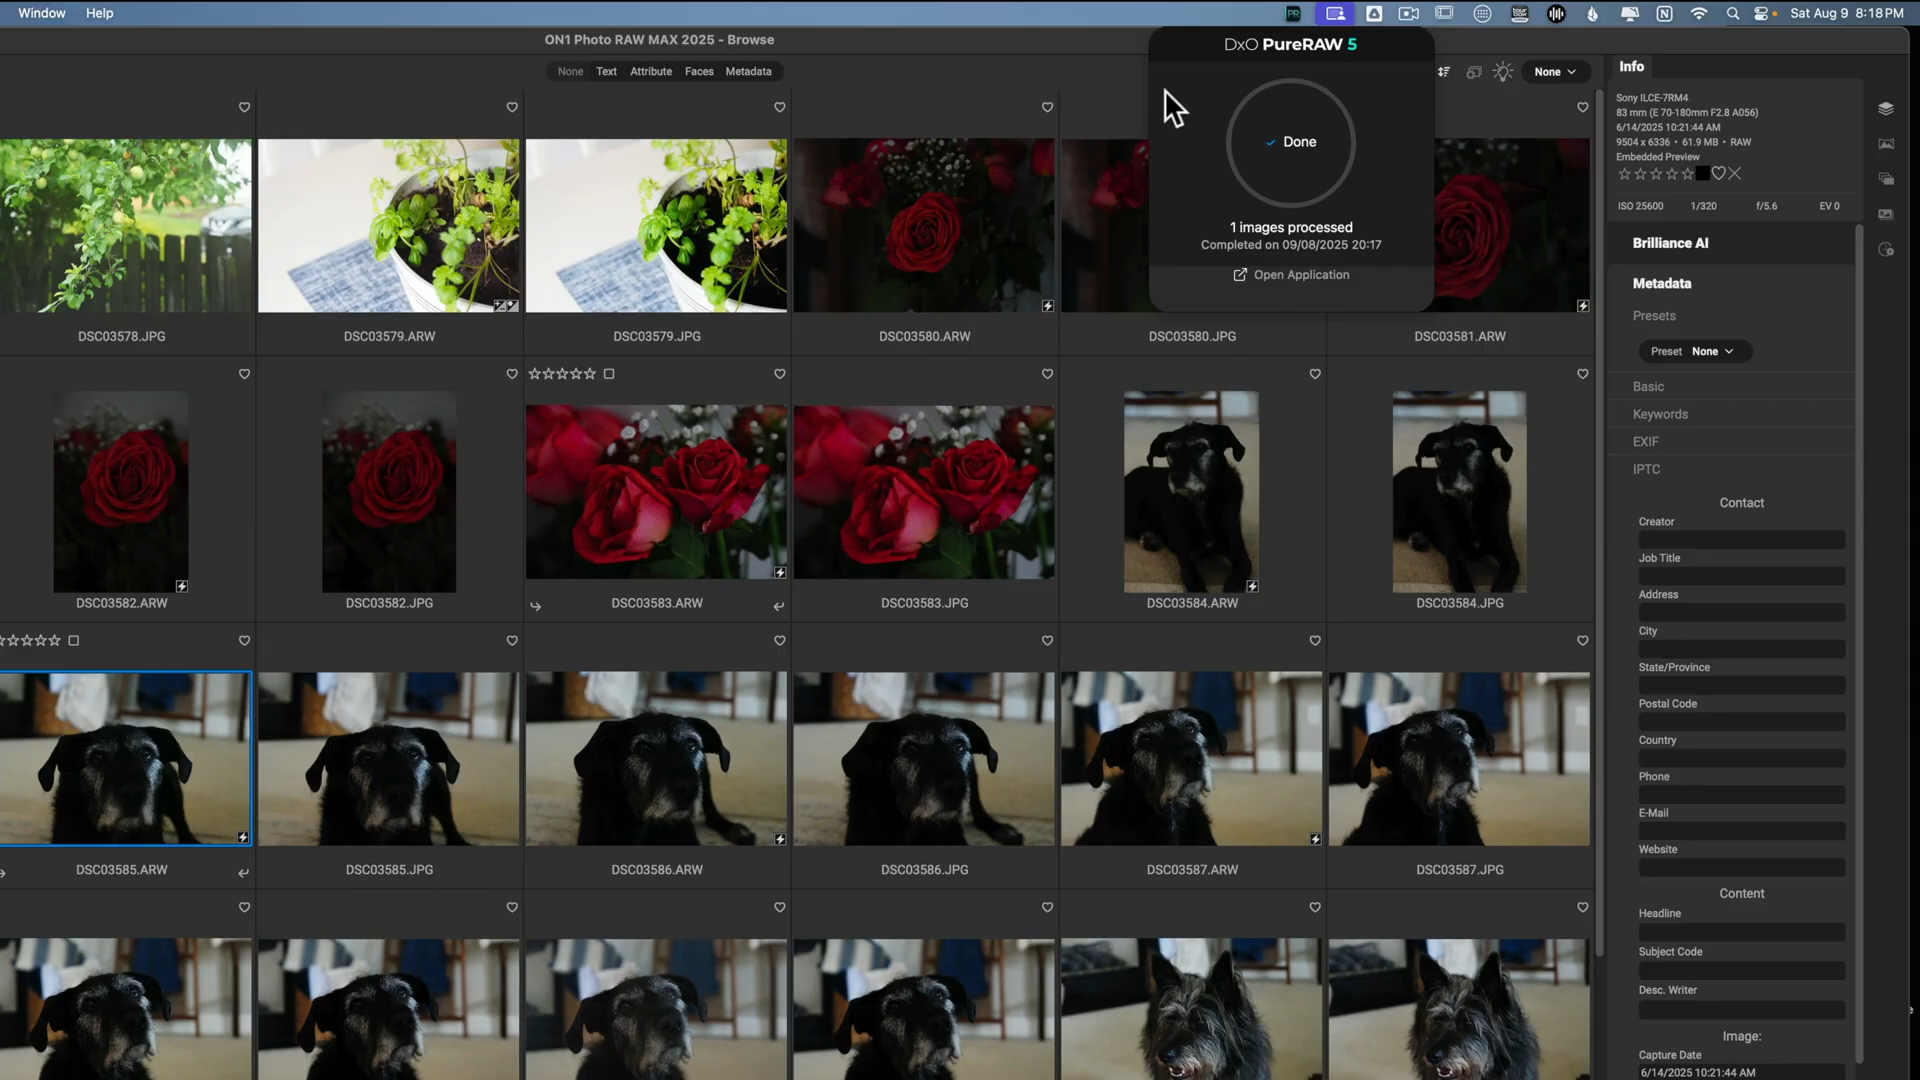 Window Help
Sat Aug 9 8:18 PM
ON1 Photo RAW MAX 2025 - Browse
None Text Attribute Faces Metadata
None
DxO PureRAW 5
Done
1 images processed
Completed on 09/08/2025 20:17
Open Application
DSC03578.JPG
DSC03579.ARW
DSC03579.JPG
DSC03580.ARW
DSC03580.JPG
DSC03581.ARW
DSC03582.ARW
DSC03582.JPG
DSC03583.ARW
DSC03583.JPG
DSC03584.ARW
DSC03584.JPG
DSC03585.ARW
DSC03585.JPG
DSC03586.ARW
DSC03586.JPG
DSC03587.ARW
DSC03587.JPG
Info
Sony ILCE-7RM4
83 mm (E 70-180mm F2.8 A056)
6/14/2025 10:21:44 AM
9504 x 6336 • 61.9 MB • RAW
Embedded Preview
ISO 25600 1/320 f/5.6 EV 0
Brilliance AI
Metadata
Presets
Preset None
Basic
Keywords
EXIF
IPTC
Contact
Creator
Job Title
Address
City
State/Province
Postal Code
Country
Phone
E-Mail
Website
Content
Headline
Subject Code
Desc. Writer
Image:
Capture Date
6/14/2025 10:21:44 AM